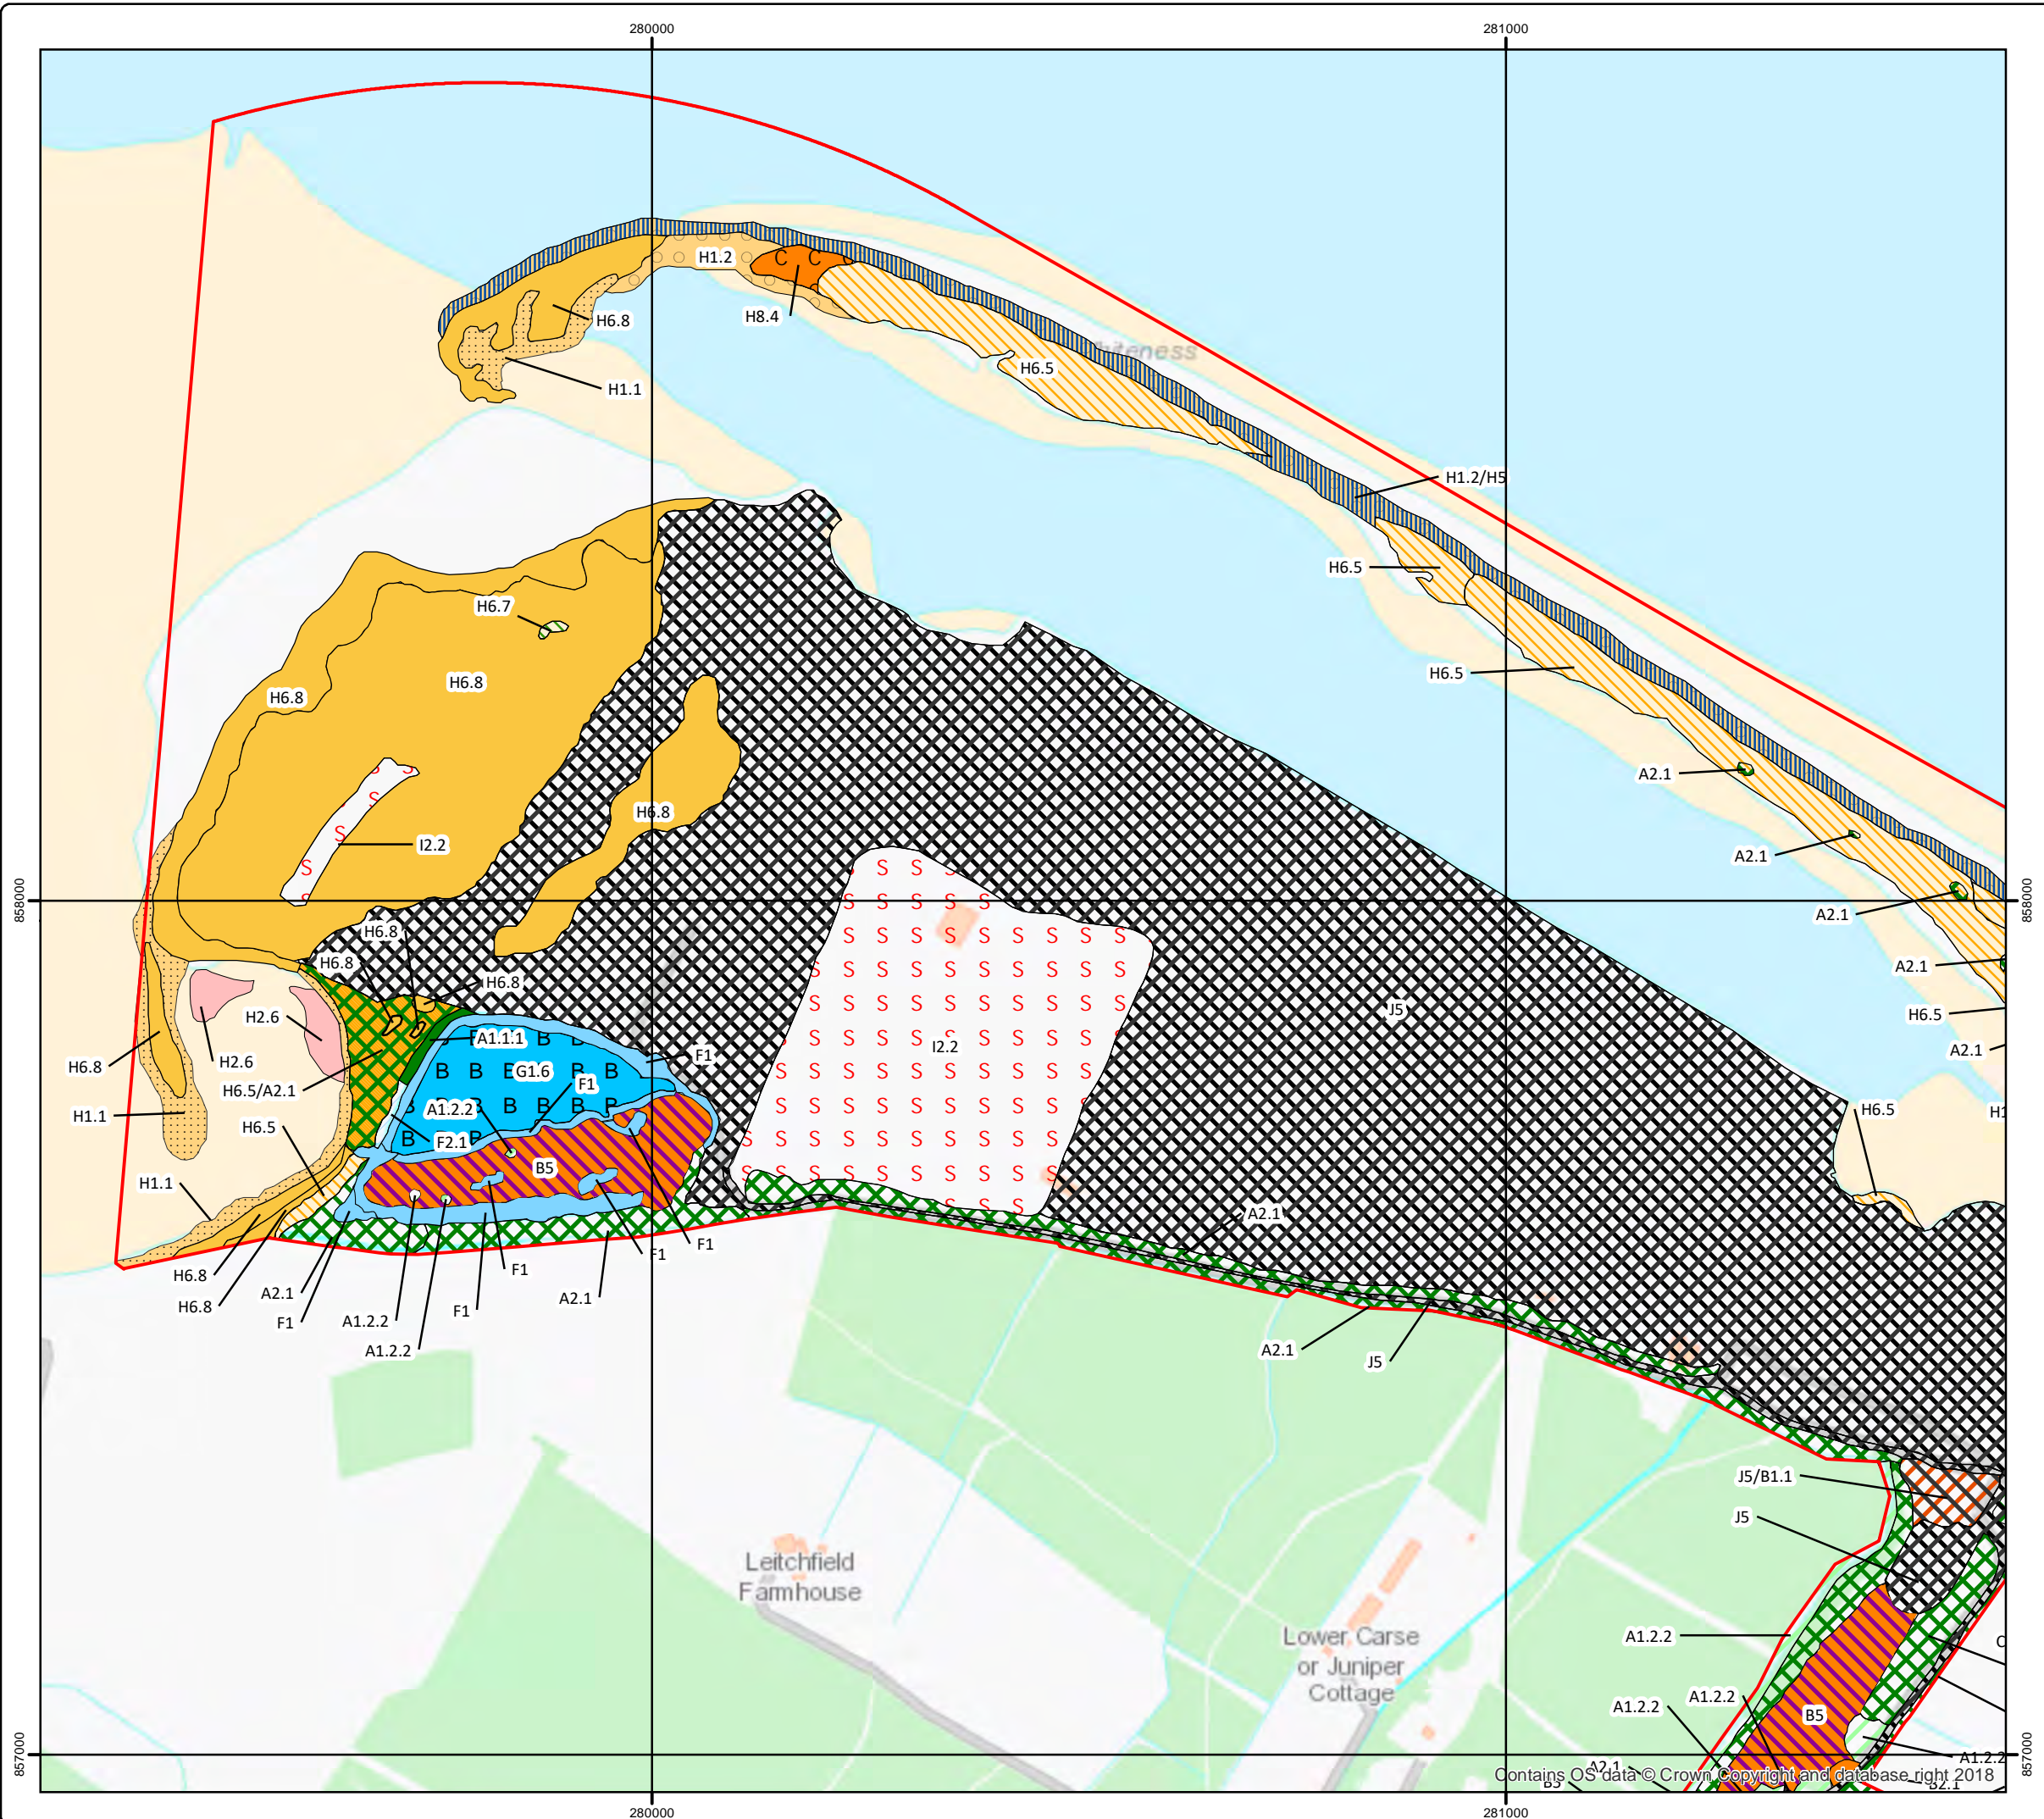 280000
281000
H1.2
H8.4
H6.8
H1.1
H6.5
H1.2/H5
H6.5
H6.7
H6.8
H6.8
H6.5
A2.1
H6.8
I2.2
A2.1
858000
858000
A2.1
H6.8
H6.8
A2.1
H6.8
J5
H6.5
H2.6
A1.1.1
I2.2
A2.1
F1
H2.6
H6.8
G1.6
F1
H6.5/A2.1
A1.2.2
H6.5
H1.1
H6.5
F2.1
B5
H1.1
A2.1
F1
F1
H6.8
F1
A2.1
A2.1
H6.8
F1
F1
A1.2.2
A1.2.2
A2.1
J5
J5/B1.1
J5
Leitchfield
Farmhouse
A1.2.2
Lower Carse
or Juniper
Cottage
A1.2.2
A1.2.2
B5
857000
857000
A1.2.2
A2.1
Contains OS data © Crown Copyright and database right 2018
B5
B2.1
280000
281000